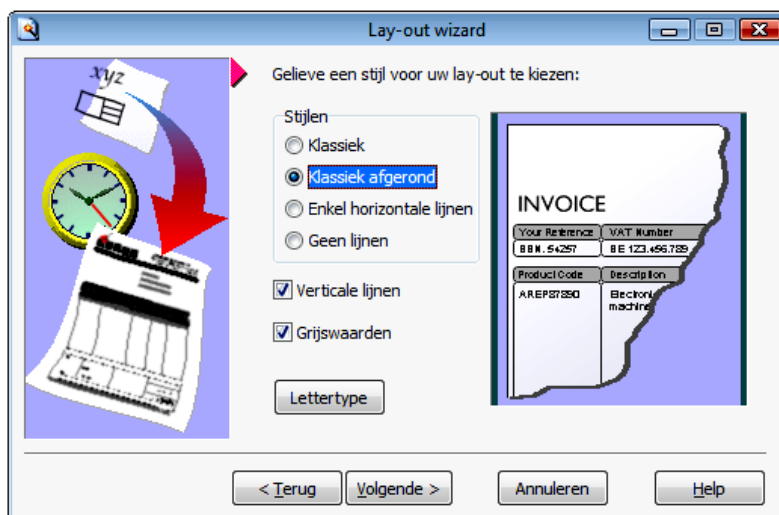 Lay-out wizard
xyz
Gelieve een stijl voor uw lay-out te kiezen:
Stijlen
Klassiek
Klassiek afgerond
Enkel horizontale lijnen
Geen lijnen
Verticale lijnen
Grijswaarden
Lettertype
INVOICE
Your Reference VAT Number
BBN. 54257 BE 123.456.789
Product Code Description
AREP87890 Electroni
machine
< Terug Volgende > Annuleren Help